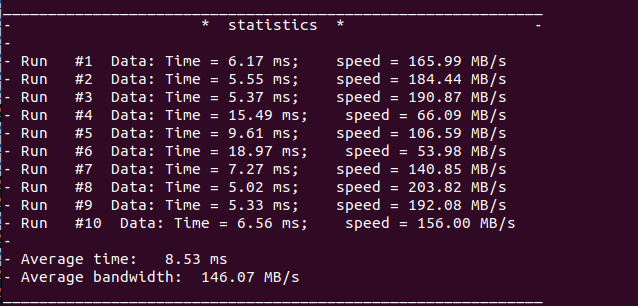 *  statistics  *                     -
-
- Run   #1  Data: Time = 6.17 ms;    speed = 165.99 MB/s
- Run   #2  Data: Time = 5.55 ms;    speed = 184.44 MB/s
- Run   #3  Data: Time = 5.37 ms;    speed = 190.87 MB/s
- Run   #4  Data: Time = 15.49 ms;    speed = 66.09 MB/s
- Run   #5  Data: Time = 9.61 ms;    speed = 106.59 MB/s
- Run   #6  Data: Time = 18.97 ms;    speed = 53.98 MB/s
- Run   #7  Data: Time = 7.27 ms;    speed = 140.85 MB/s
- Run   #8  Data: Time = 5.02 ms;    speed = 203.82 MB/s
- Run   #9  Data: Time = 5.33 ms;    speed = 192.08 MB/s
- Run   #10  Data: Time = 6.56 ms;    speed = 156.00 MB/s
-
- Average time:   8.53 ms
- Average bandwidth:  146.07 MB/s